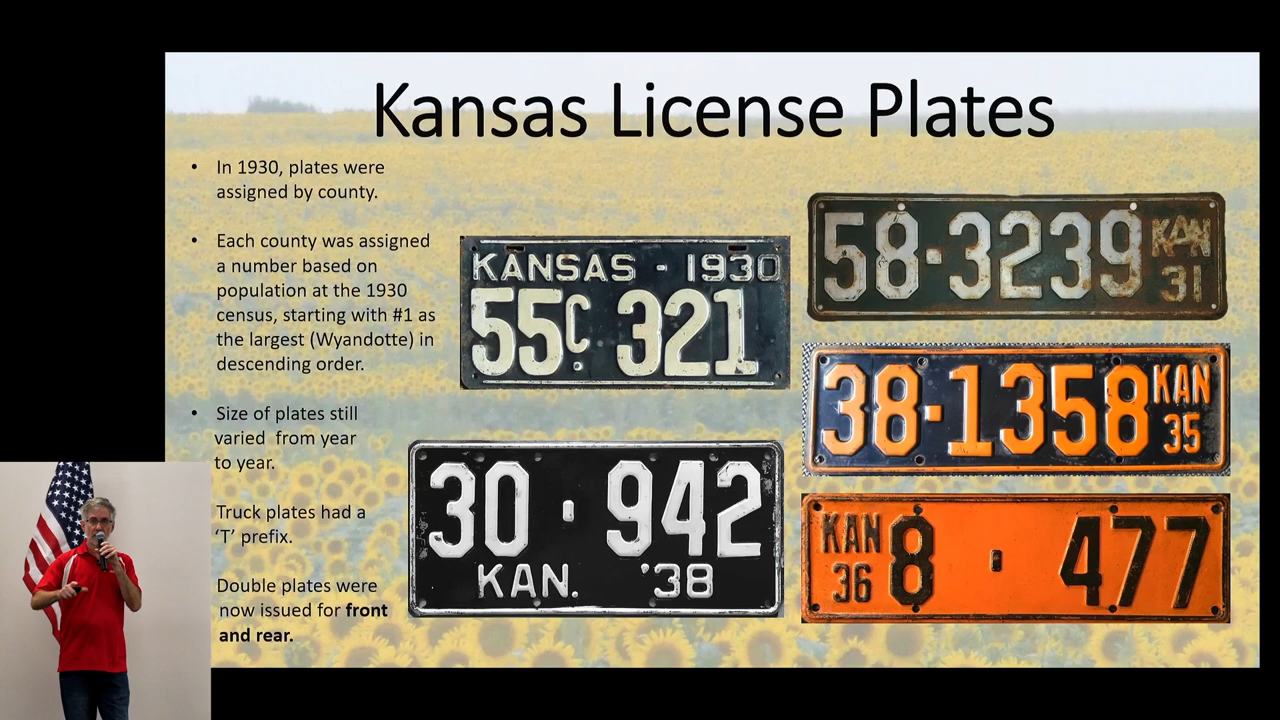 Kansas License Plates
• In 1930, plates were
assigned by county.
• Each county was assigned
a number based on
population at the 1930
census, starting with #1 as
the largest (Wyandotte) in
descending order.
• Size of plates still
varied from year
to year.
Truck plates had a
‘T’ prefix.
Double plates were
now issued for front
and rear.
KANSAS - 1930
55C 321
30 · 942
KAN. '38
58·3239 KAN
31
38-1358 KAN
35
KAN
36 8 · 477